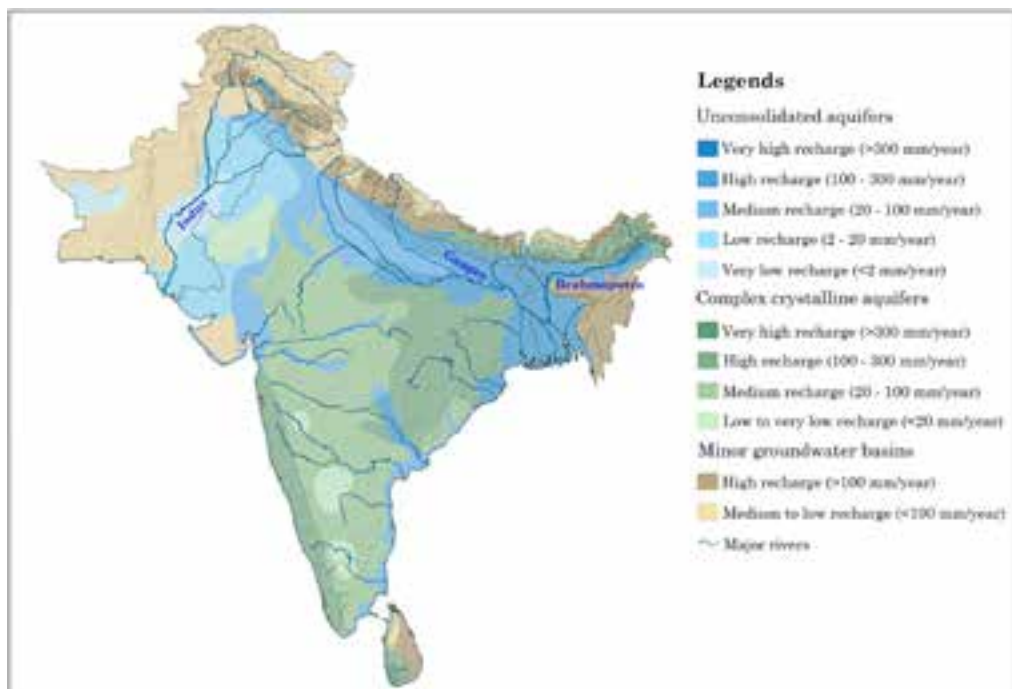 Legends
Unconsolidated aquifers
Very high recharge (>300 mm/year)
High recharge (100 - 300 mm/year)
Medium recharge (20 - 100 mm/year)
Low recharge (2 - 20 mm/year)
Very low recharge (<2 mm/year)
Complex crystalline aquifers
Very high recharge (>300 mm/year)
High recharge (100 - 300 mm/year)
Medium recharge (20 - 100 mm/year)
Low to very low recharge (<20 mm/year)
Minor groundwater basins
High recharge (>100 mm/year)
Medium to low recharge (<100 mm/year)
Major rivers
Indus
Ganges
Brahmaputra